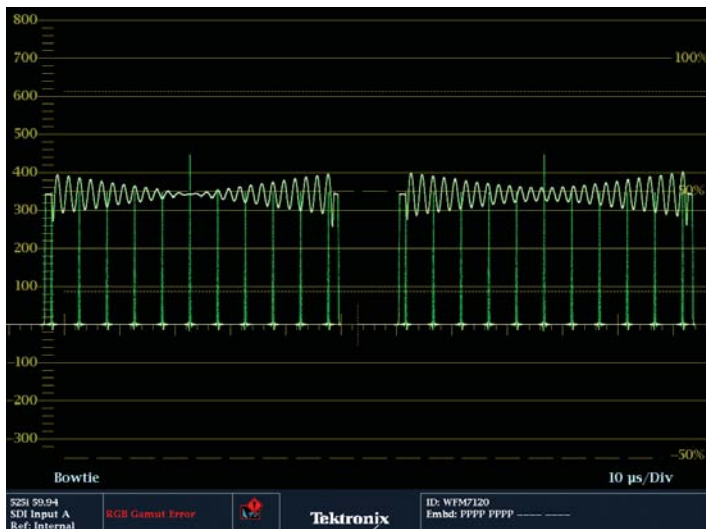 800
700
100%
600
500
400
50%
300
200
100
-100
-200
300
-50%
Bowtie
10 µs/Div
525i 59.94
SDI Input A
Ref: Internal
RGB Gamut Error
Tektronix
ID: WFM7120
Embd: PPPP PPPP ---- ----